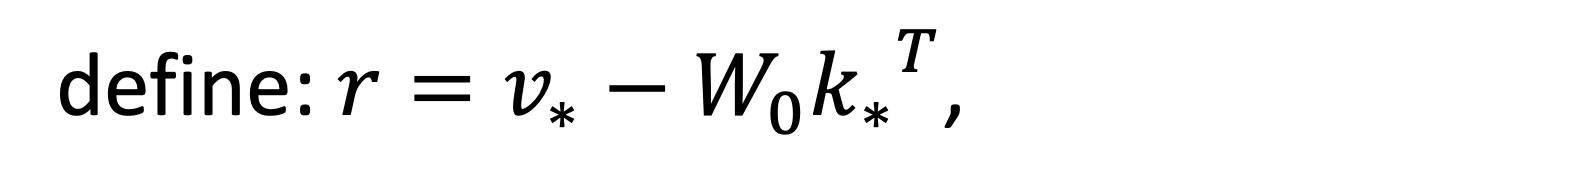 define: r = v_* − W_0 k_*^T,